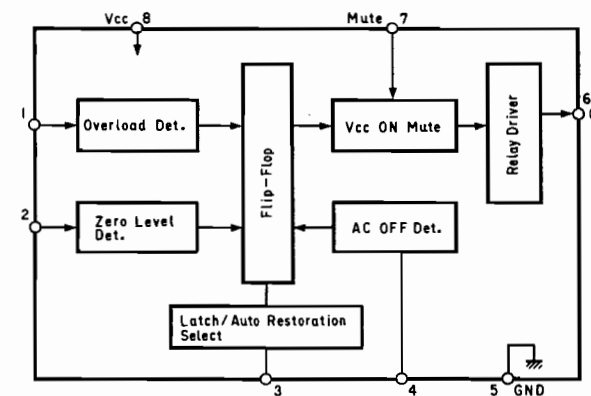 Vcc 8
Mute 7
1
Overload Det.
Flip-Flop
Vcc ON Mute
Relay Driver
6
2
Zero Level
Det.
AC OFF Det.
Latch/Auto Restoration
Select
3
4
5 GND